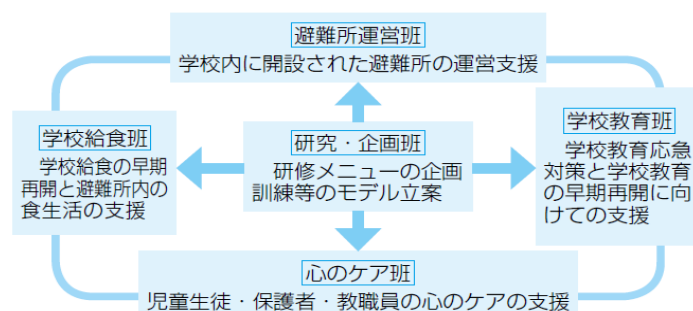 避難所運営班
学校内に開設された避難所の運営支援
学校給食班
学校給食の早期
再開と避難所内の
食生活の支援
研究・企画班
研修メニューの企画
訓練等のモデル立案
学校教育班
学校教育応急
対策と学校教育
の早期再開に向
けての支援
心のケア班
児童生徒・保護者・教職員の心のケアの支援